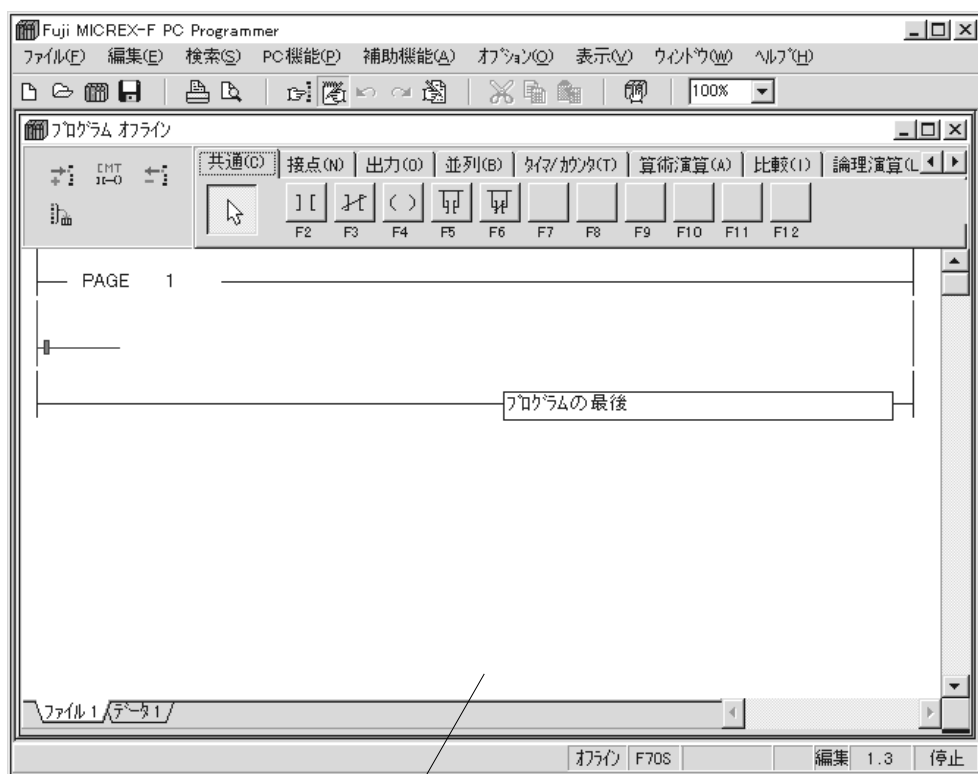 Fuji MICREX-F PC Programmer
ﾌｧｲﾙ(F) 編集(E) 検索(S) PC機能(P) 補助機能(A) ｵﾌﾟｼｮﾝ(O) 表示(V) ｳｨﾝﾄﾞｳ(W) ﾍﾙﾌﾟ(H)
100%
ﾌﾟﾛｸﾞﾗﾑ ｵﾌﾗｲﾝ
CMT
共通(C) 接点(N) 出力(O) 並列(B) ﾀｲﾏ/ｶｳﾝﾀ(T) 算術演算(A) 比較(I) 論理演算(L
F2 F3 F4 F5 F6 F7 F8 F9 F10 F11 F12
PAGE 1
ﾌﾟﾛｸﾞﾗﾑの最後
ﾌｧｲﾙ 1 ﾃﾞｰﾀ 1
ｵﾌﾗｲﾝ F70S 編集 1.3 停止